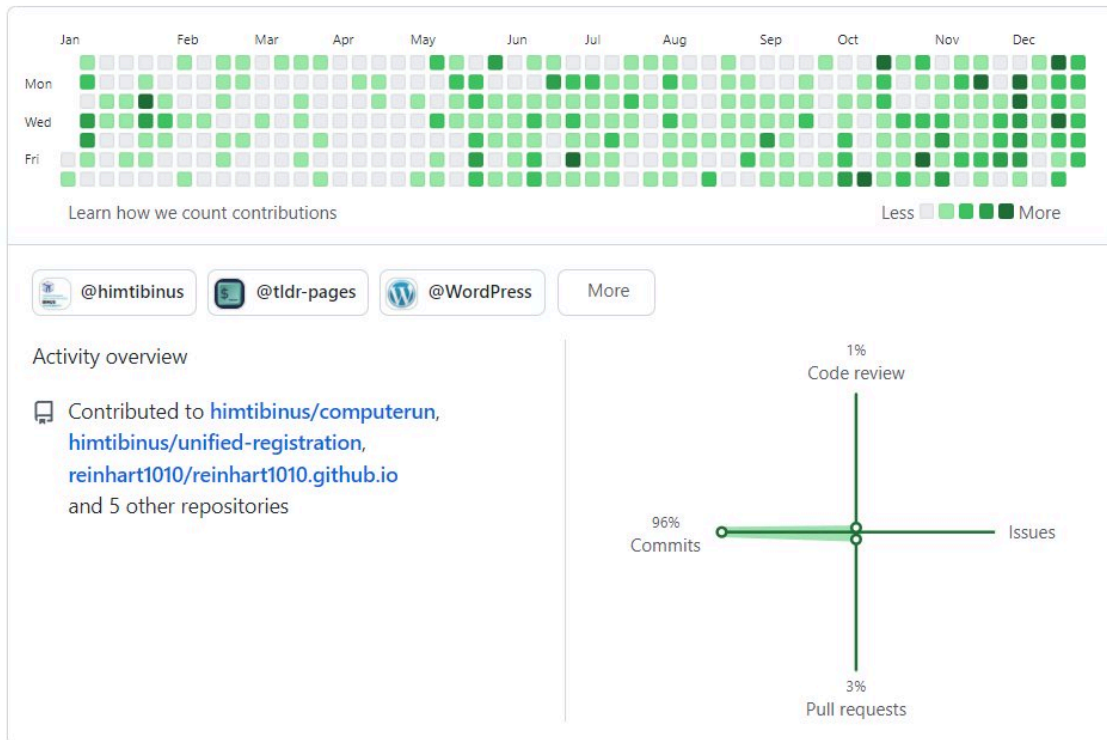 Jan Feb Mar Apr May Jun Jul Aug Sep Oct Nov Dec
Mon
Wed
Fri
Learn how we count contributions
Less More
@himtibinus
$_
@tldr-pages
@WordPress
More
Activity overview
Contributed to himtibinus/computerun,
himtibinus/unified-registration,
reinhart1010/reinhart1010.github.io
and 5 other repositories
1%
Code review
96%
Commits
Issues
3%
Pull requests